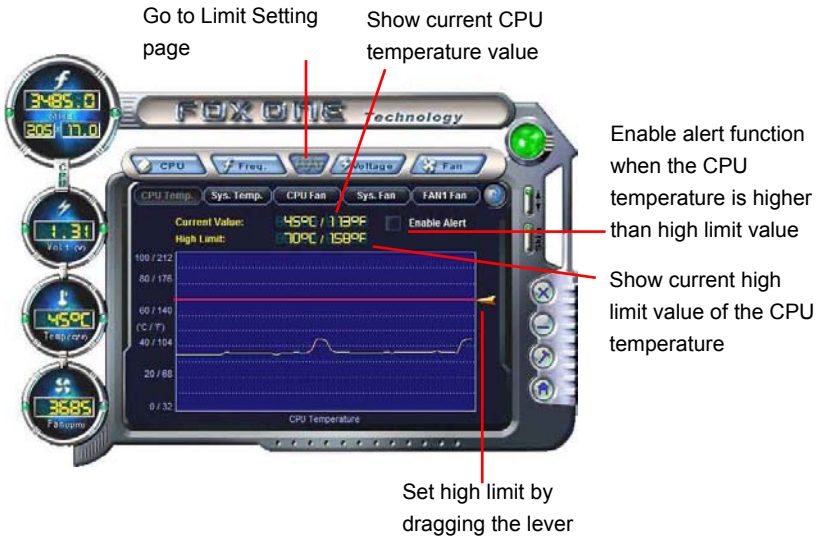 Go to Limit Setting
page
Show current CPU
temperature value
3485.0
205 17.0
CPU
FOX ONE Technology
CPU
Freq.
Voltage
Fan
CPU Temp.
Sys. Temp.
CPU Fan
Sys. Fan
FAN1 Fan
Current Value: 45°C / 113°F
Enable Alert
High Limit: 70°C / 158°F
1.31
Volt (v)
45°C
3685
100 / 212
80 / 176
60 / 140
(°C / °F)
40 / 104
20 / 68
0 / 32
CPU Temperature
Enable alert function
when the CPU
temperature is higher
than high limit value
Show current high
limit value of the CPU
temperature
Set high limit by
dragging the lever